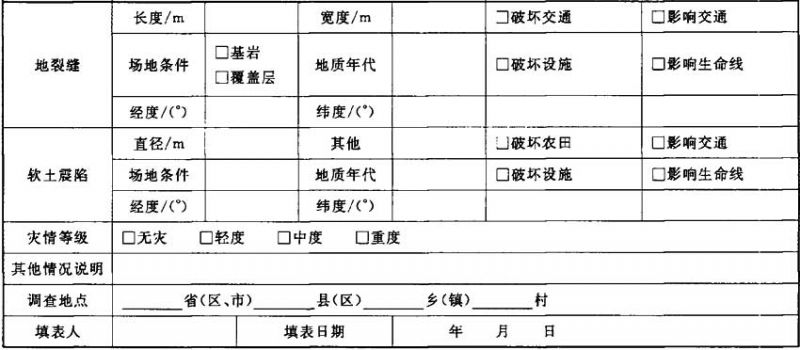 长度/m 宽度/m □破坏交通 □影响交通
地裂缝 场地条件 □基岩 □覆盖层 地质年代 □破坏设施 □影响生命线
经度/(°) 纬度/(°)
直径/m 其他 □破坏农田 □影响交通
软土震陷 场地条件 地质年代 □破坏设施 □影响生命线
经度/(°) 纬度/(°)
灾情等级 □无灾 □轻度 □中度 □重度
其他情况说明
调查地点 ______省(区、市)______县(区)______乡(镇)______村
填表人 填表日期 年 月 日